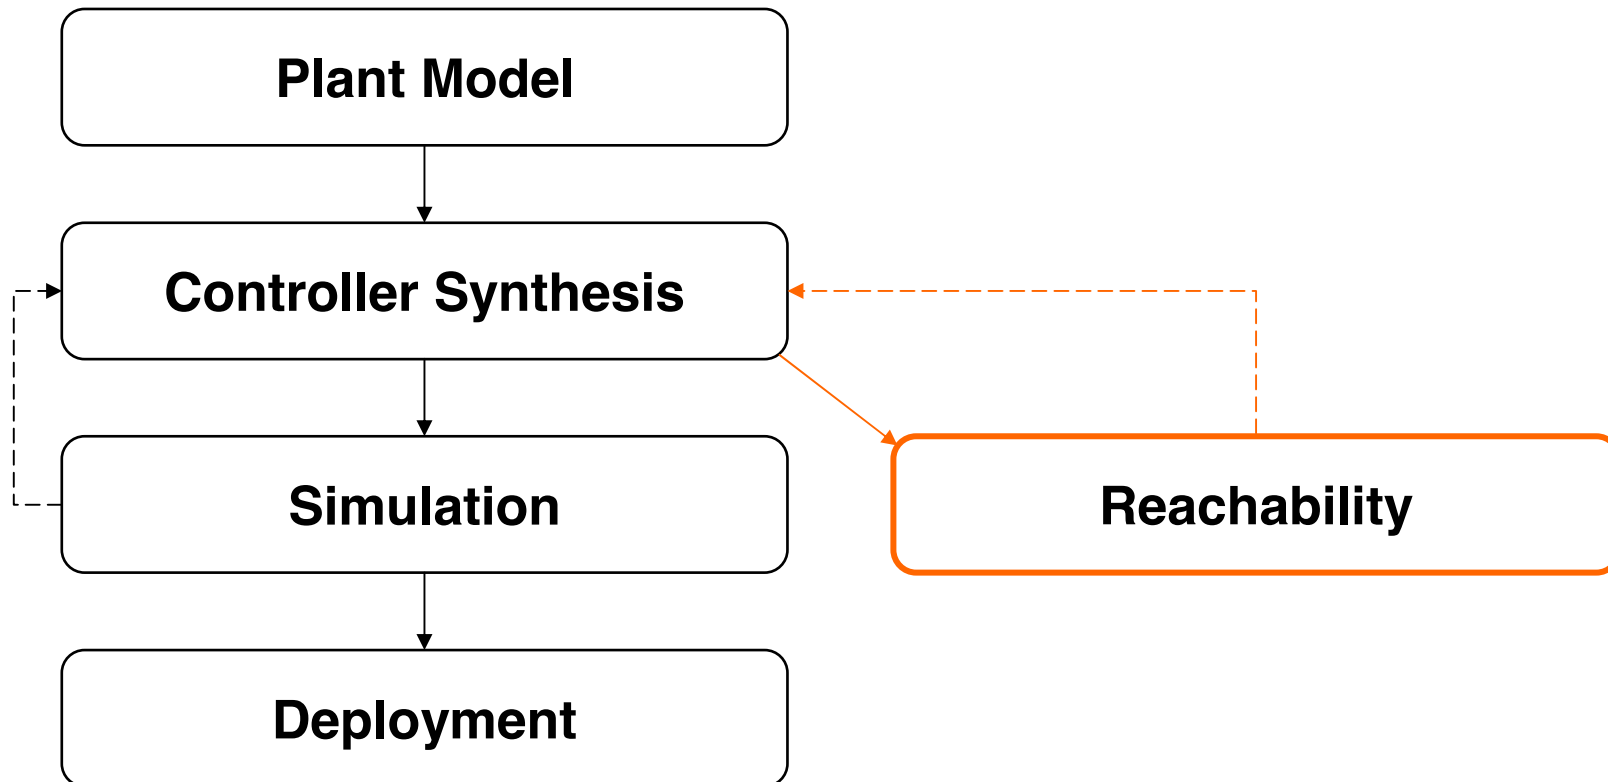 Plant Model
Controller Synthesis
Simulation
Reachability
Deployment